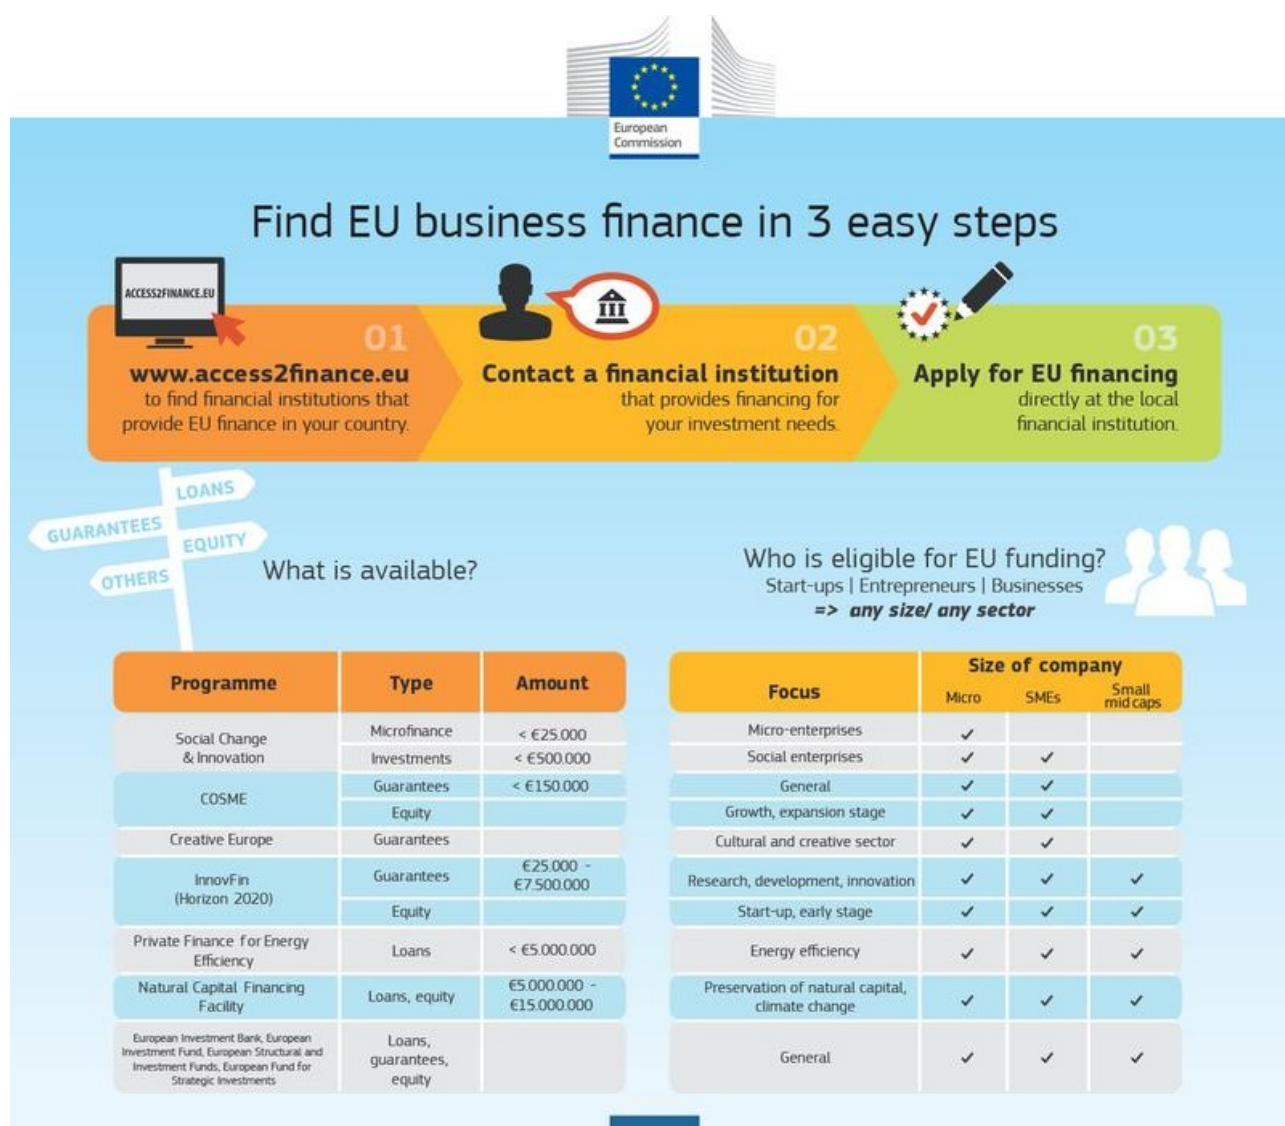 European
Commission
Find EU business finance in 3 easy steps
ACCESS2FINANCE.EU
01
www.access2finance.eu
to find financial institutions that
provide EU finance in your country.
02
Contact a financial institution
that provides financing for
your investment needs.
03
Apply for EU financing
directly at the local
financial institution.
LOANS
GUARANTEES
EQUITY
OTHERS
What is available?
Who is eligible for EU funding?
Start-ups | Entrepreneurs | Businesses
=> any size/ any sector
Programme Type Amount
Social Change
& Innovation
Microfinance < €25.000
Investments < €500.000
COSME
Guarantees < €150.000
Equity
Creative Europe Guarantees
InnovFin
(Horizon 2020)
Guarantees €25.000 -
€7.500.000
Equity
Private Finance for Energy
Efficiency
Loans < €5.000.000
Natural Capital Financing
Facility
Loans, equity €5.000.000 -
€15.000.000
European Investment Bank, European
Investment Fund, European Structural and
Investment Funds, European Fund for
Strategic Investments
Loans,
guarantees,
equity
Focus
Size of company
Micro SMEs Small
mid caps
Micro-enterprises ✓
Social enterprises ✓ ✓
General ✓ ✓
Growth, expansion stage ✓ ✓
Cultural and creative sector ✓ ✓
Research, development, innovation ✓ ✓ ✓
Start-up, early stage ✓ ✓ ✓
Energy efficiency ✓ ✓ ✓
Preservation of natural capital,
climate change ✓ ✓ ✓
General ✓ ✓ ✓